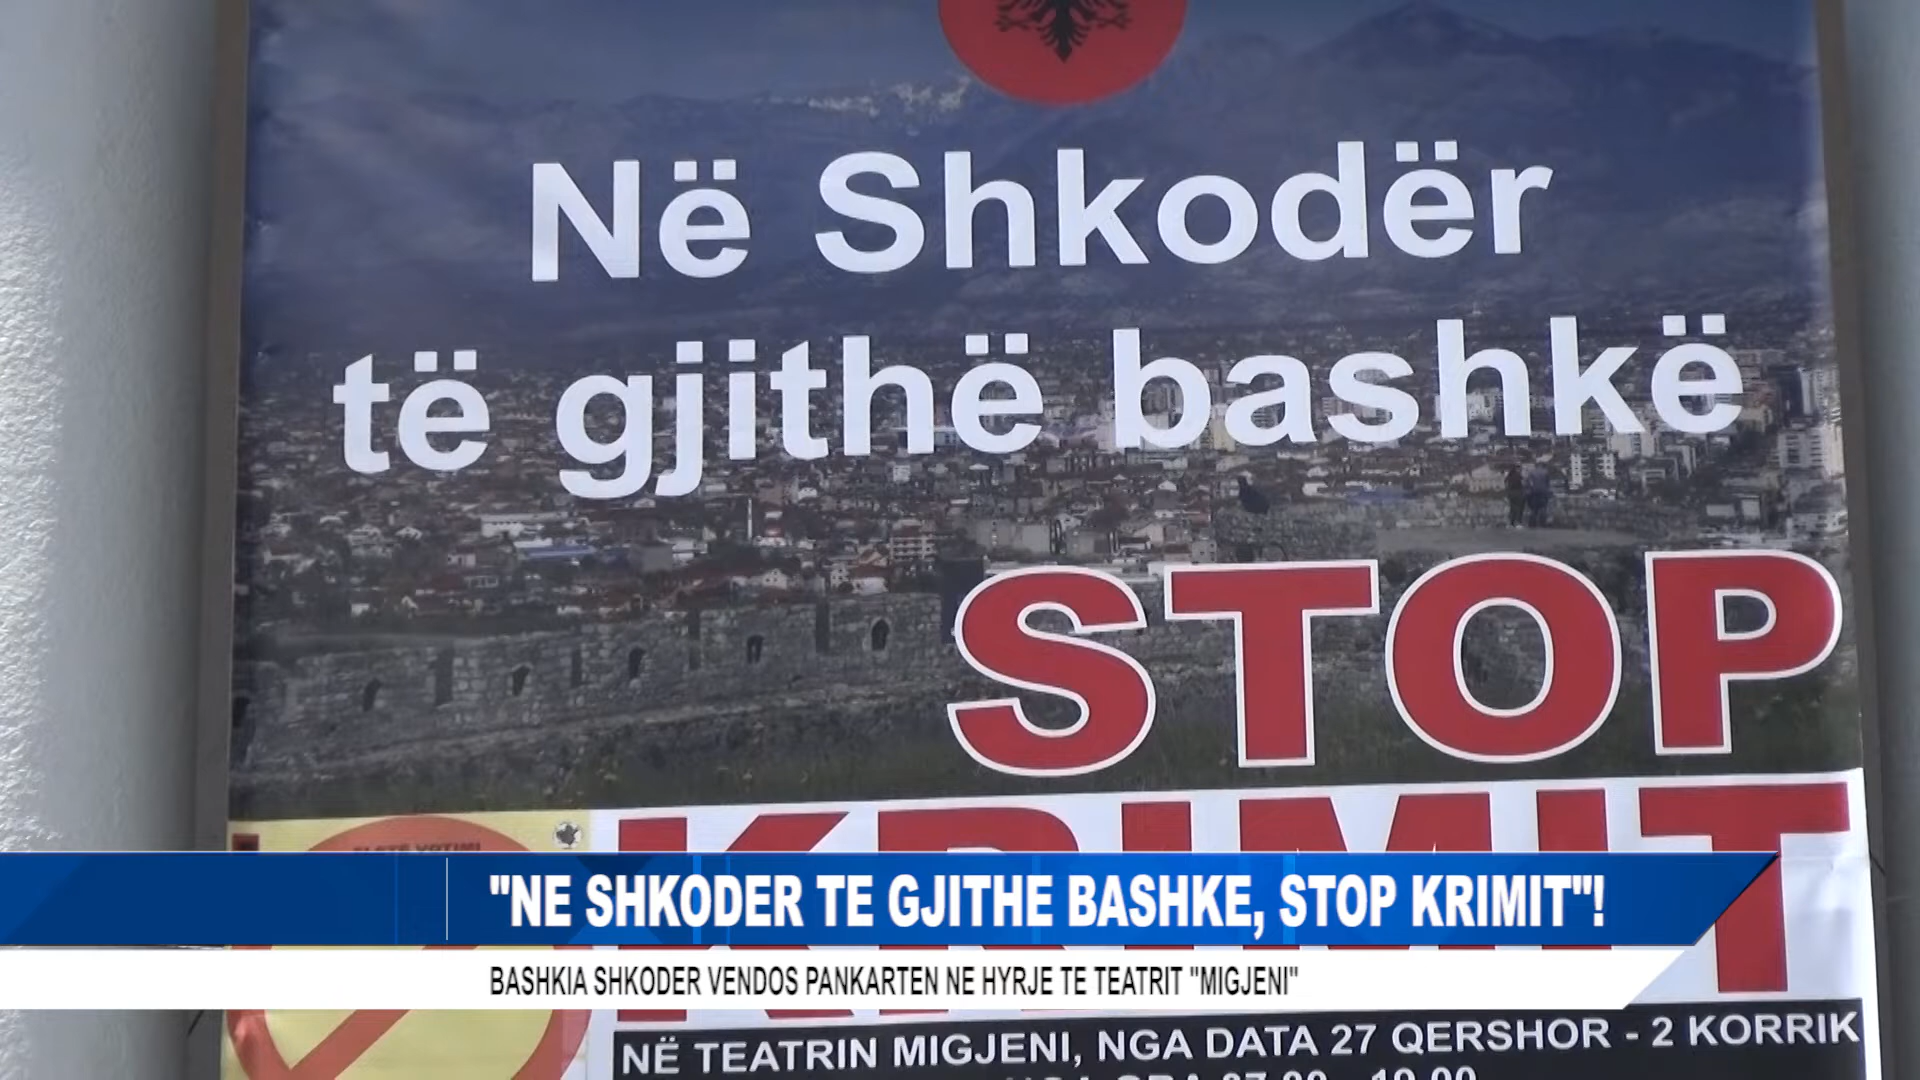 Në Shkodër
të gjithë bashkë
STOP
KRIMIT
"NE SHKODER TE GJITHE BASHKE, STOP KRIMIT"!
BASHKIA SHKODER VENDOS PANKARTEN NE HYRJE TE TEATRIT "MIGJENI"
NË TEATRIN MIGJENI, NGA DATA 27 QERSHOR - 2 KORRIK